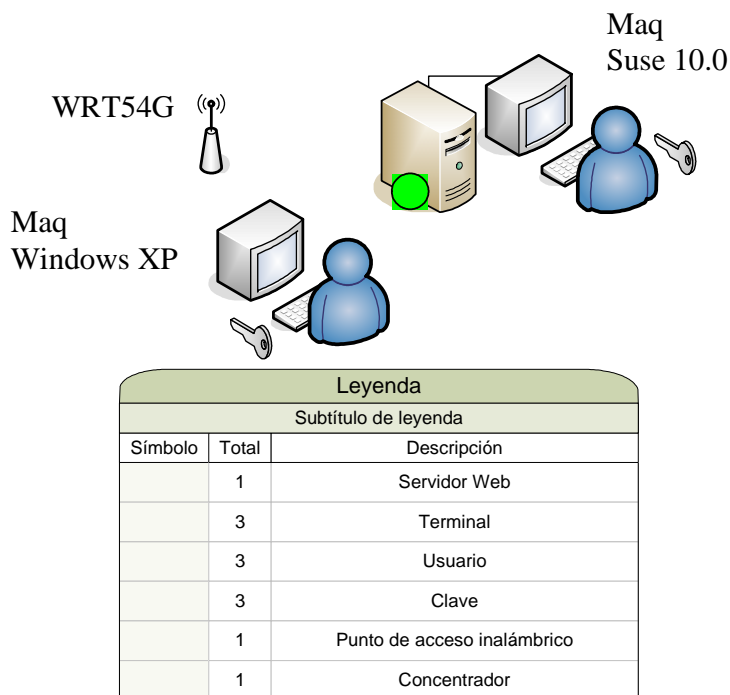 Maq
Suse 10.0
WRT54G
Maq
Windows XP
Leyenda
Subtítulo de leyenda
Símbolo Total Descripción
1 Servidor Web
3 Terminal
3 Usuario
3 Clave
1 Punto de acceso inalámbrico
1 Concentrador